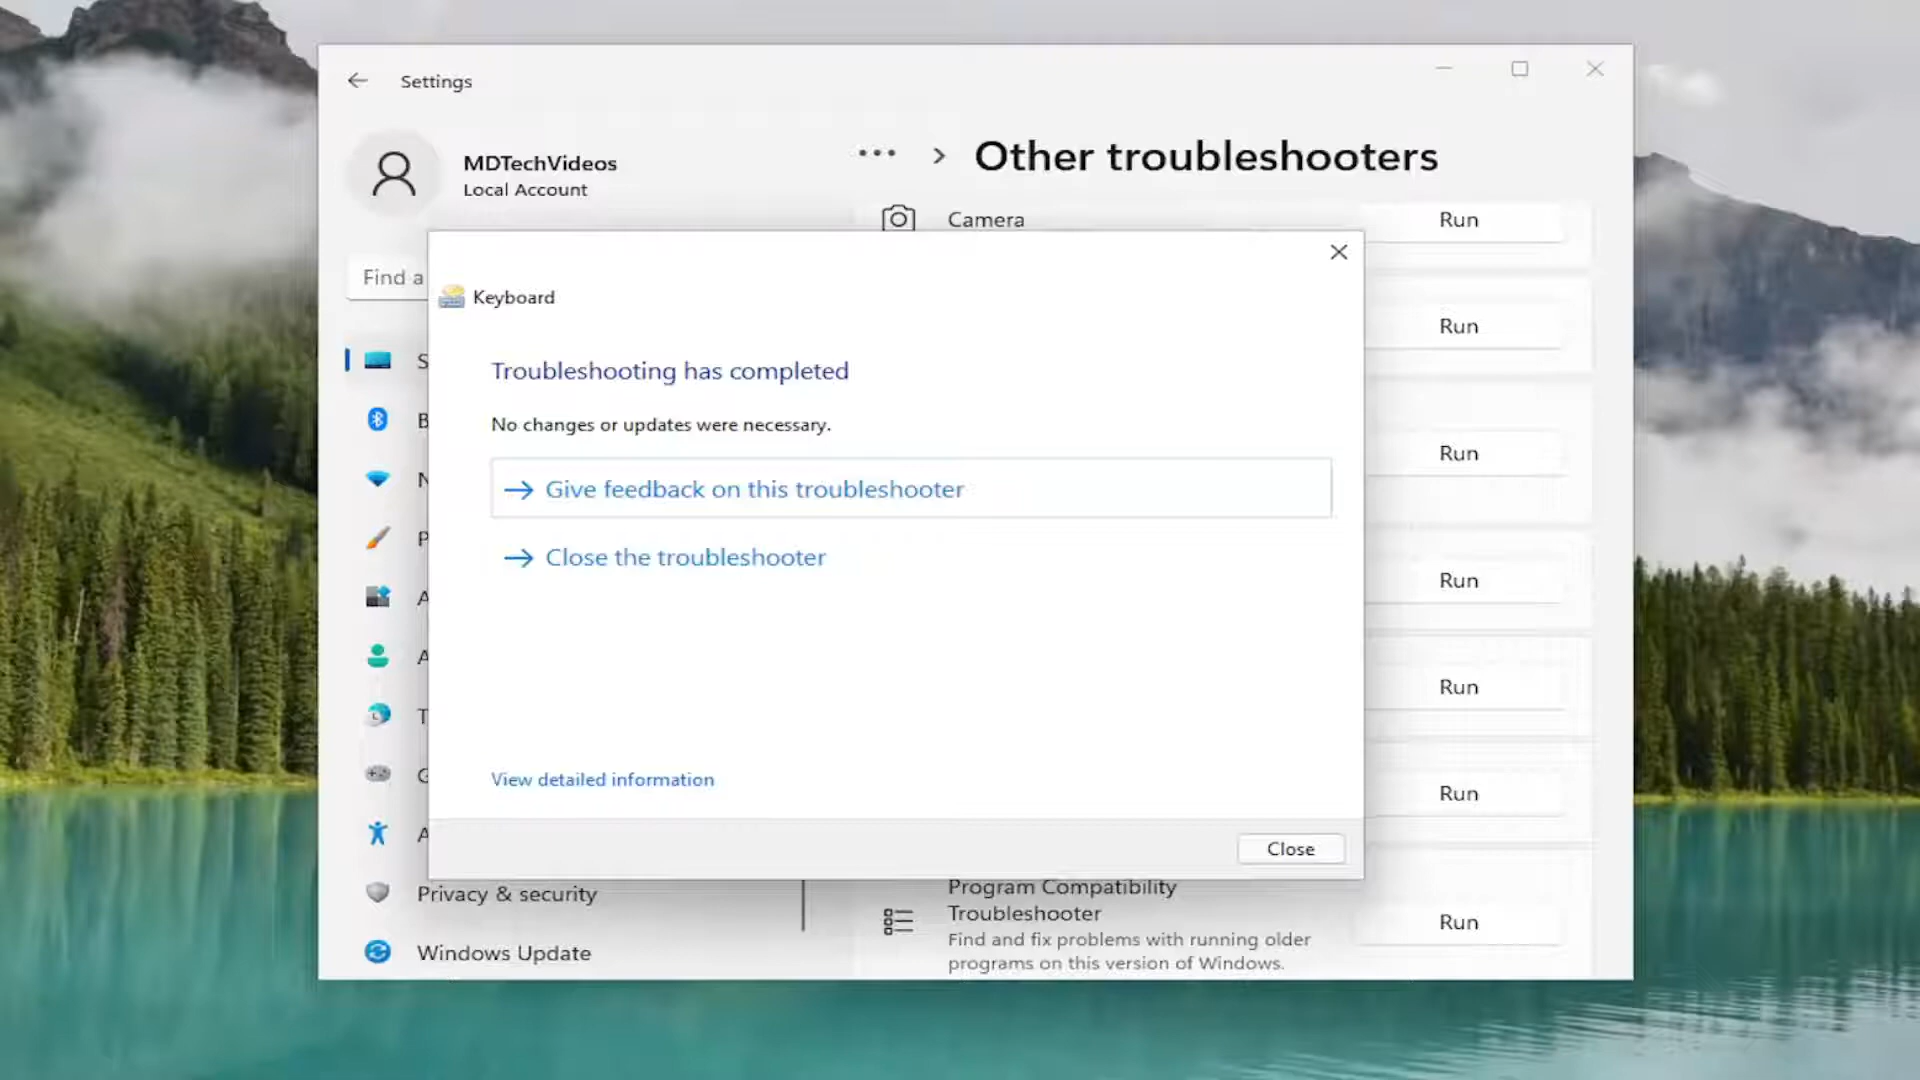 Settings
MDTechVideos
Local Account
Find a
Other troubleshooters
Camera
Run
Keyboard
Troubleshooting has completed
No changes or updates were necessary.
Give feedback on this troubleshooter
Close the troubleshooter
View detailed information
Close
Run
Run
Run
Run
Run
S
B
N
P
A
A
T
G
A
Privacy & security
Windows Update
Program Compatibility
Troubleshooter
Find and fix problems with running older
programs on this version of Windows.
Run